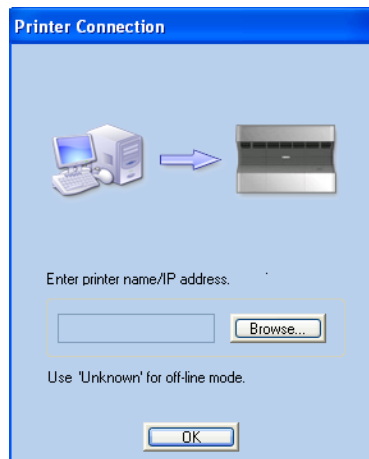 Printer Connection
Enter printer name/IP address.
Browse...
Use 'Unknown' for off-line mode.
OK